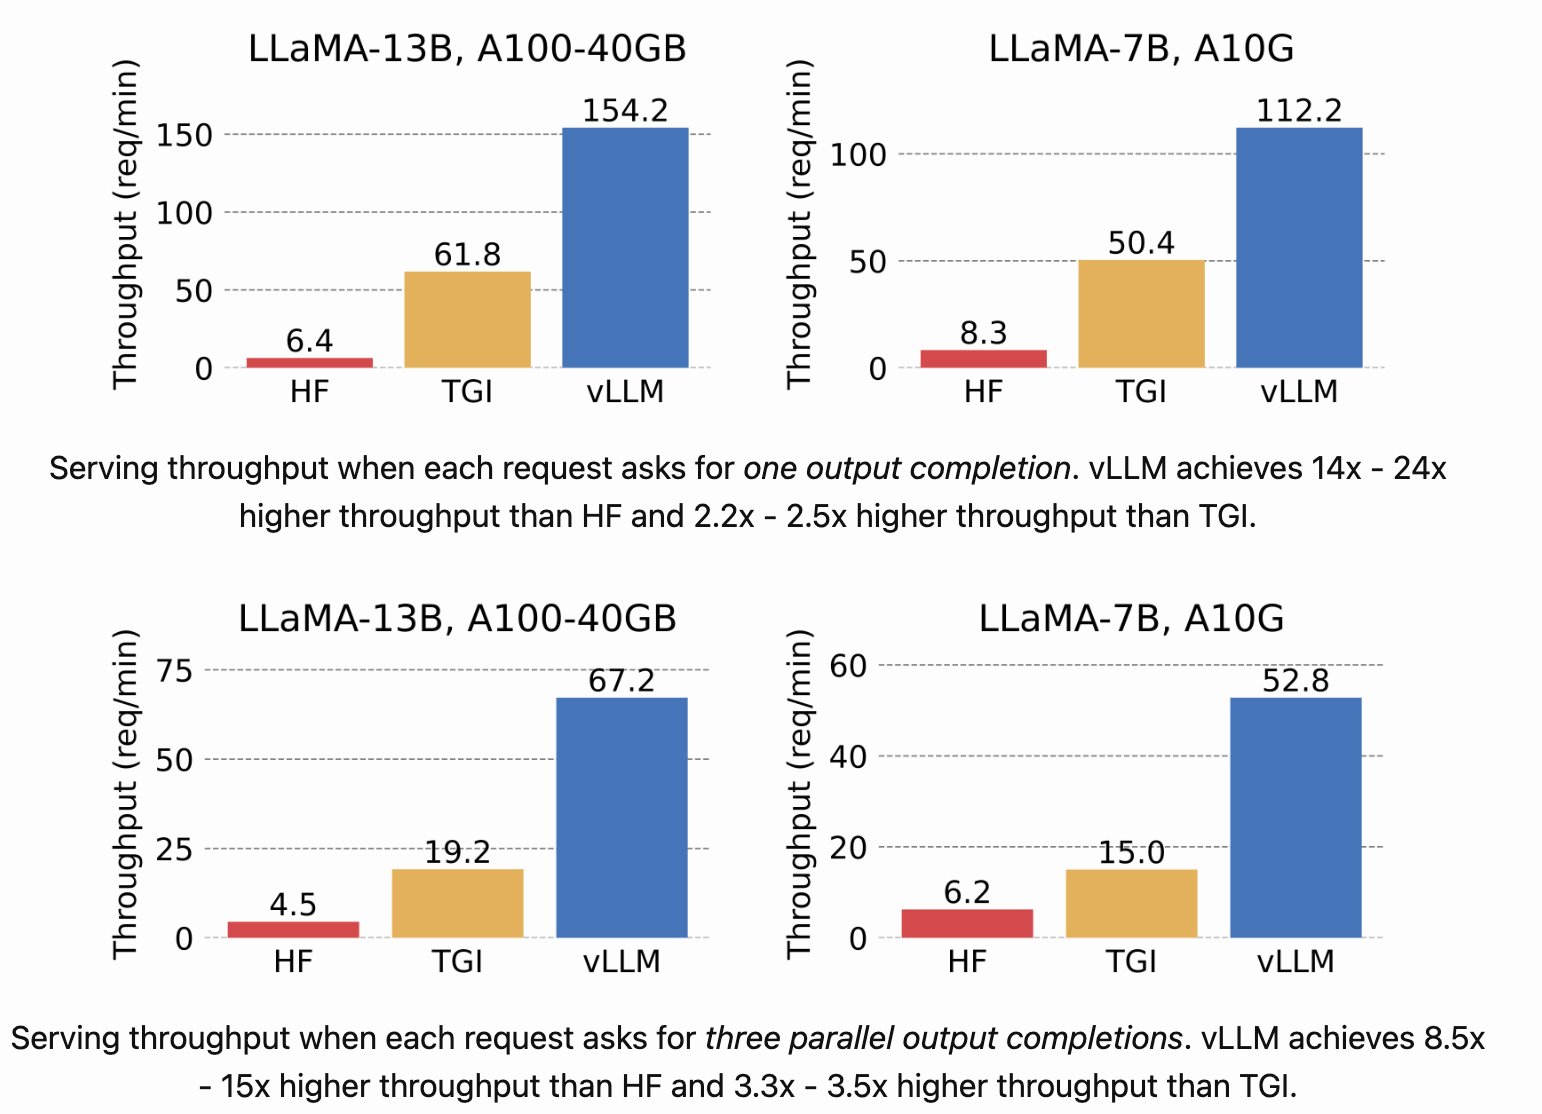 LLaMA-13B, A100-40GB
Throughput (req/min)
150
100
50
0
6.4
61.8
154.2
HF TGI vLLM
LLaMA-7B, A10G
Throughput (req/min)
100
50
0
8.3
50.4
112.2
HF TGI vLLM
Serving throughput when each request asks for one output completion. vLLM achieves 14x - 24x
higher throughput than HF and 2.2x - 2.5x higher throughput than TGI.
LLaMA-13B, A100-40GB
Throughput (req/min)
75
50
25
0
4.5
19.2
67.2
HF TGI vLLM
LLaMA-7B, A10G
Throughput (req/min)
60
40
20
0
6.2
15.0
52.8
HF TGI vLLM
Serving throughput when each request asks for three parallel output completions. vLLM achieves 8.5x
- 15x higher throughput than HF and 3.3x - 3.5x higher throughput than TGI.